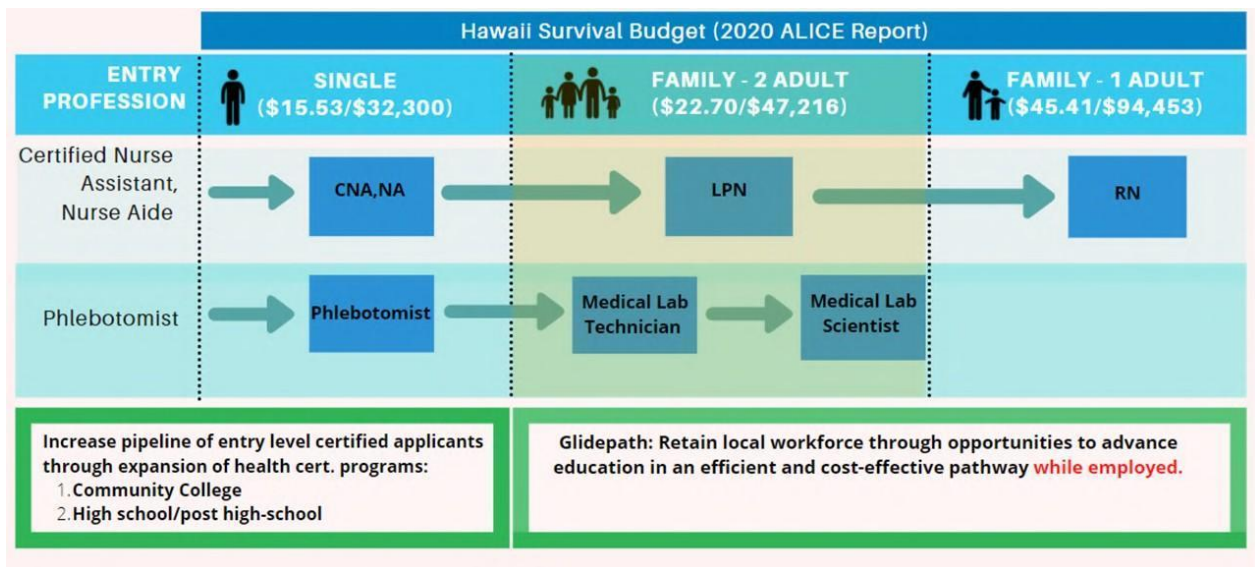 Hawaii Survival Budget (2020 ALICE Report)
ENTRY
PROFESSION
SINGLE
($15.53/$32,300)
FAMILY - 2 ADULT
($22.70/$47,216)
FAMILY - 1 ADULT
($45.41/$94,453)
Certified Nurse
Assistant,
Nurse Aide
CNA,NA
LPN
RN
Phlebotomist
Phlebotomist
Medical Lab
Technician
Medical Lab
Scientist
Increase pipeline of entry level certified applicants
through expansion of health cert. programs:
1.Community College
2.High school/post high-school
Glidepath: Retain local workforce through opportunities to advance
education in an efficient and cost-effective pathway while employed.